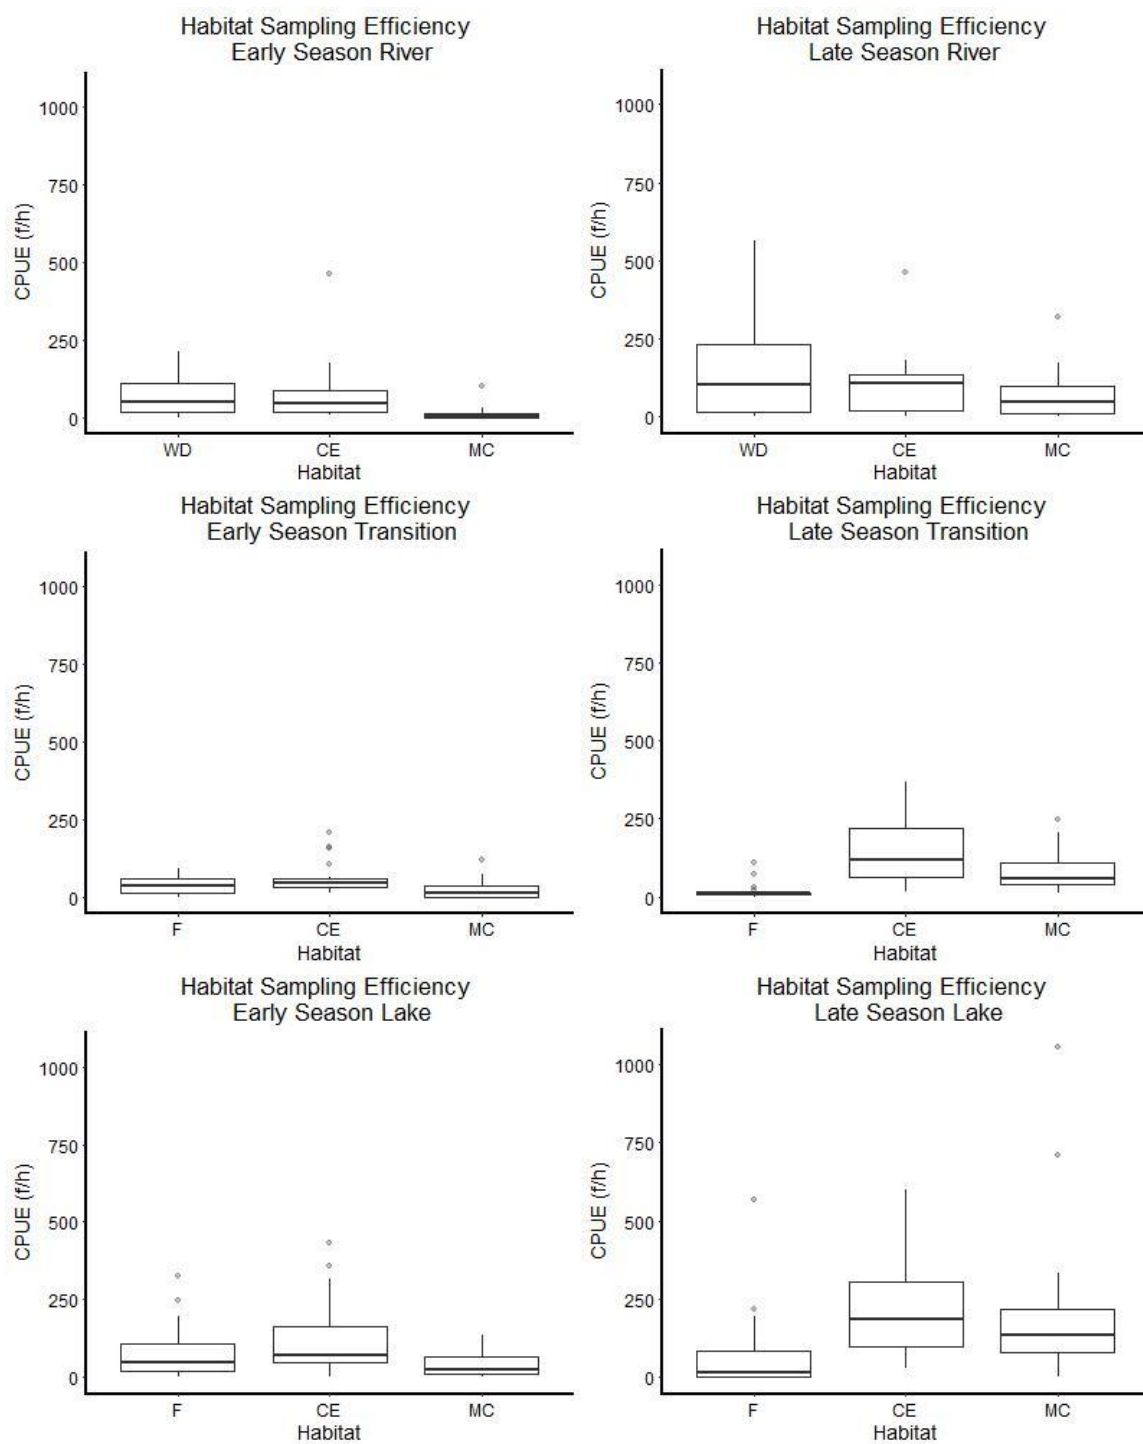 Habitat Sampling Efficiency
Early Season River
1000
750
500
250
0
CPUE (f/h)
WD CE MC
Habitat
Habitat Sampling Efficiency
Late Season River
1000
750
500
250
0
CPUE (f/h)
WD CE MC
Habitat
Habitat Sampling Efficiency
Early Season Transition
1000
750
500
250
0
CPUE (f/h)
F CE MC
Habitat
Habitat Sampling Efficiency
Late Season Transition
1000
750
500
250
0
CPUE (f/h)
F CE MC
Habitat
Habitat Sampling Efficiency
Early Season Lake
1000
750
500
250
0
CPUE (f/h)
F CE MC
Habitat
Habitat Sampling Efficiency
Late Season Lake
1000
750
500
250
0
CPUE (f/h)
F CE MC
Habitat